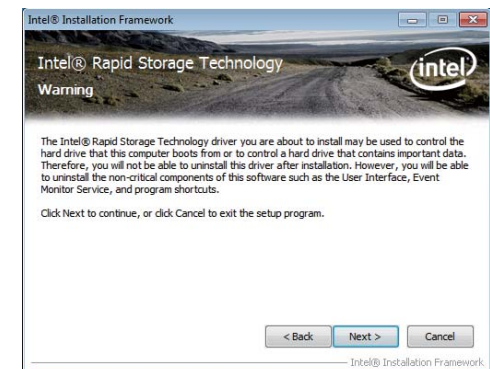 Intel® Installation Framework
Intel® Rapid Storage Technology
Warning
intel
The Intel® Rapid Storage Technology driver you are about to install may be used to control the
hard drive that this computer boots from or to control a hard drive that contains important data.
Therefore, you will not be able to uninstall this driver after installation. However, you will be able
to uninstall the non-critical components of this software such as the User Interface, Event
Monitor Service, and program shortcuts.
Click Next to continue, or click Cancel to exit the setup program.
< Back Next > Cancel
Intel® Installation Framework